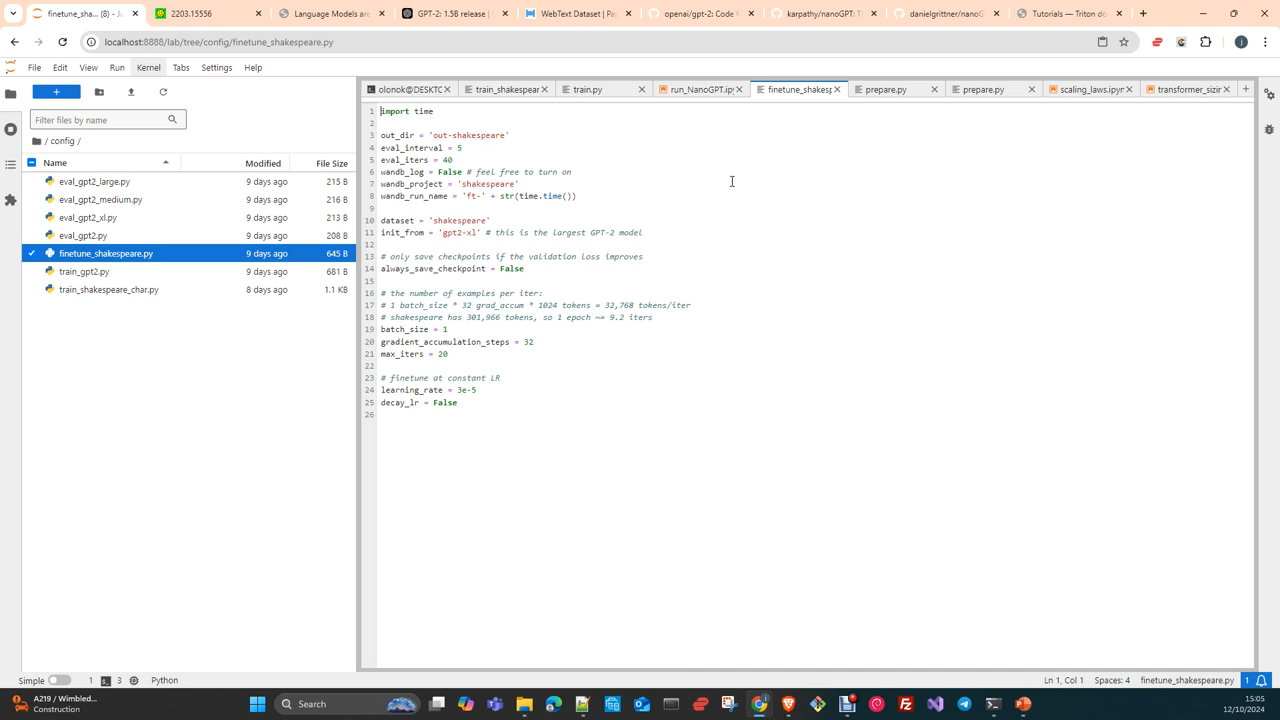 finetune_sha... (8) - Ju
2203.15556
Language Models are
GPT-2: 1.5B release |
WebText Dataset | Pa
openai/gpt-2: Code f
karpathy/nanoGPT:
danielgrittner/nanoG
Tutorials — Triton do
localhost:8888/lab/tree/config/finetune_shakespeare.py
File Edit View Run Kernel Tabs Settings Help
Filter files by name
/ config /
Name Modified File Size
eval_gpt2_large.py 9 days ago 215 B
eval_gpt2_medium.py 9 days ago 216 B
eval_gpt2_xl.py 9 days ago 213 B
eval_gpt2.py 9 days ago 208 B
finetune_shakespeare.py 9 days ago 645 B
train_gpt2.py 9 days ago 681 B
train_shakespeare_char.py 8 days ago 1.1 KB
olonok@DESKTC
train_shakespear
train.py
run_NanoGPT.ip
finetune_shakes
prepare.py
prepare.py
scaling_laws.ipyr
transformer_sizir
1 import time
2
3 out_dir = 'out-shakespeare'
4 eval_interval = 5
5 eval_iters = 40
6 wandb_log = False # feel free to turn on
7 wandb_project = 'shakespeare'
8 wandb_run_name = 'ft-' + str(time.time())
9
10 dataset = 'shakespeare'
11 init_from = 'gpt2-xl' # this is the largest GPT-2 model
12
13 # only save checkpoints if the validation loss improves
14 always_save_checkpoint = False
15
16 # the number of examples per iter:
17 # 1 batch_size * 32 grad_accum * 1024 tokens = 32,768 tokens/iter
18 # shakespeare has 301,966 tokens, so 1 epoch ~= 9.2 iters
19 batch_size = 1
20 gradient_accumulation_steps = 32
21 max_iters = 20
22
23 # finetune at constant LR
24 learning_rate = 3e-5
25 decay_lr = False
26
Simple 1 3 Python
Ln 1, Col 1 Spaces: 4 finetune_shakespeare.py 1
A219 / Wimbled...
Construction
Search
15:05
12/10/2024